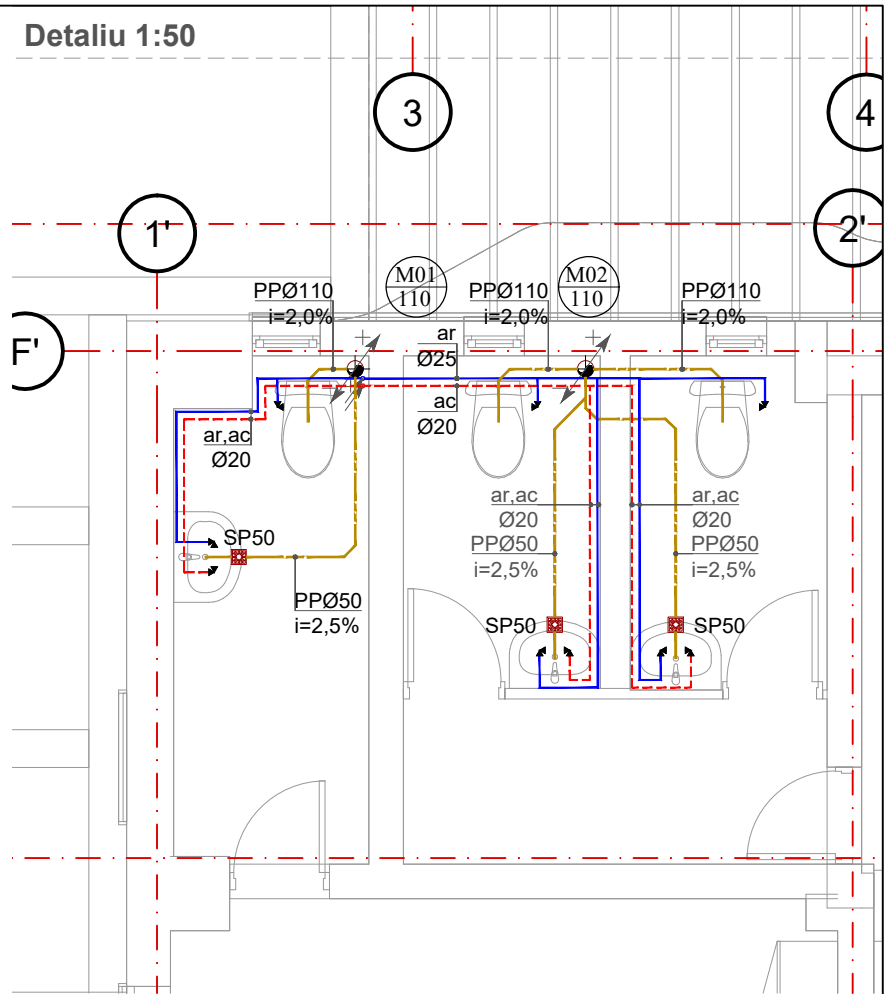 Detaliu 1:50
3
4
1'
2'
F'
M01
110
M02
110
PPØ110
i=2,0%
PPØ110
i=2,0%
PPØ110
i=2,0%
ar
Ø25
ac
Ø20
ar,ac
Ø20
ar,ac
Ø20
PPØ50
i=2,5%
ar,ac
Ø20
PPØ50
i=2,5%
SP50
PPØ50
i=2,5%
SP50
SP50